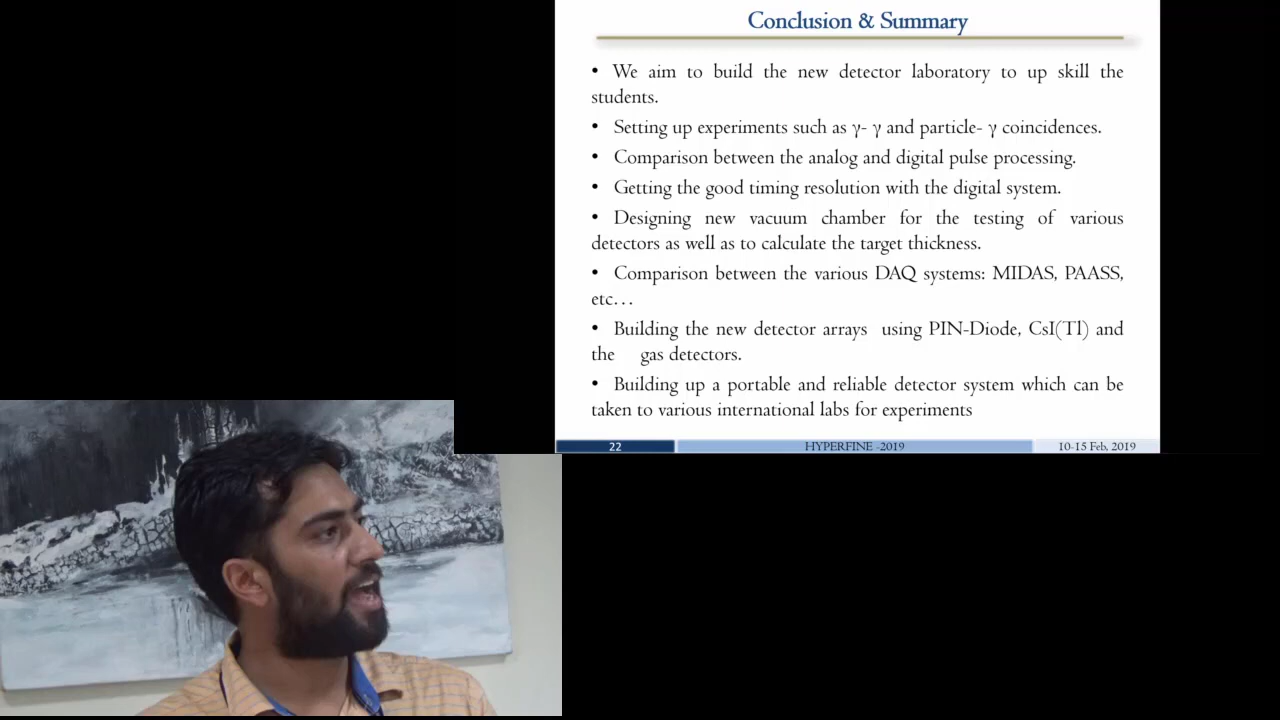 Conclusion & Summary
• We aim to build the new detector laboratory to up skill the
students.
• Setting up experiments such as γ- γ and particle- γ coincidences.
• Comparison between the analog and digital pulse processing.
• Getting the good timing resolution with the digital system.
• Designing new vacuum chamber for the testing of various
detectors as well as to calculate the target thickness.
• Comparison between the various DAQ systems: MIDAS, PAASS,
etc…
• Building the new detector arrays using PIN-Diode, CsI(Tl) and
the gas detectors.
• Building up a portable and reliable detector system which can be
taken to various international labs for experiments
22 HYPERFINE -2019 10-15 Feb, 2019